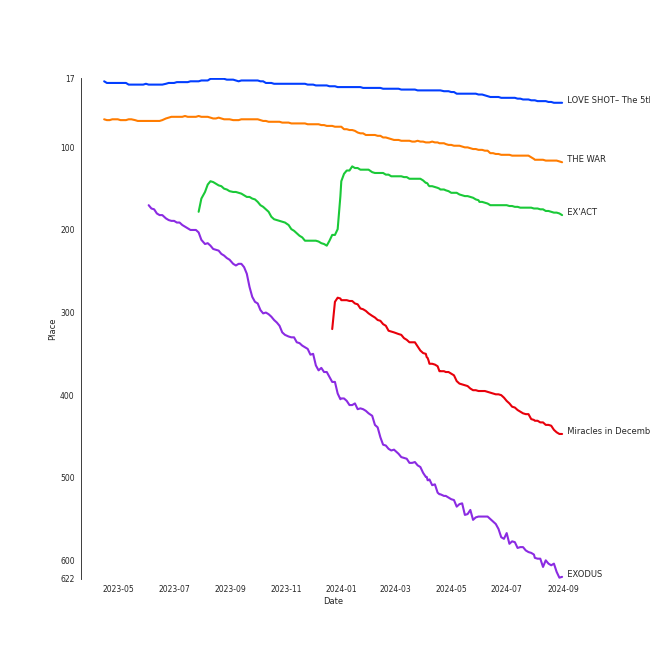 17
LOVE SHOT– The 5tl
100
THE WAR
EX'ACT
200
300
400
Miracles in Decemb
500
600
EXODUS
622
2023-05 2023-07 2023-09 2023-11 2024-01 2024-03 2024-05 2024-07 2024-09
Date
Place